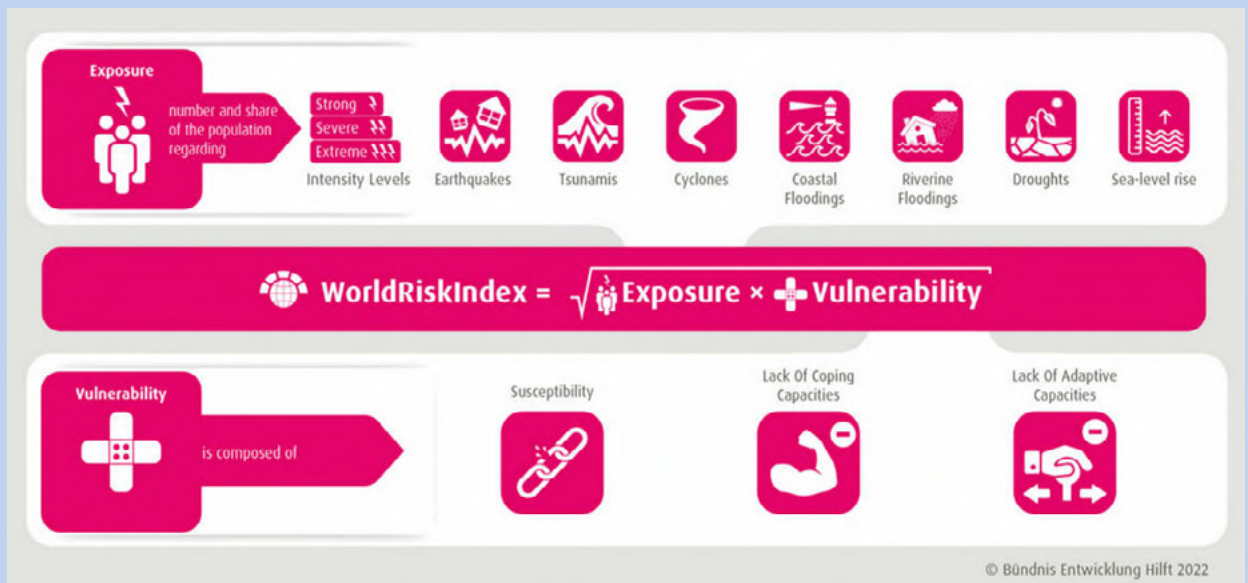 Exposure
number and share
of the population
regarding
Strong
Severe
Extreme
Intensity Levels
Earthquakes
Tsunamis
Cyclones
Coastal
Floodings
Riverine
Floodings
Droughts
Sea-level rise
WorldRiskIndex = √ Exposure × Vulnerability
Vulnerability
is composed of
Susceptibility
Lack Of Coping
Capacities
Lack Of Adaptive
Capacities
© Bündnis Entwicklung Hilft 2022